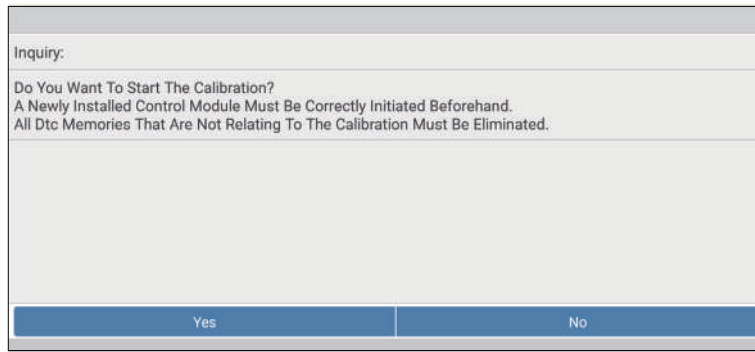 Inquiry:
Do You Want To Start The Calibration?
A Newly Installed Control Module Must Be Correctly Initiated Beforehand.
All Dtc Memories That Are Not Relating To The Calibration Must Be Eliminated.
Yes
No